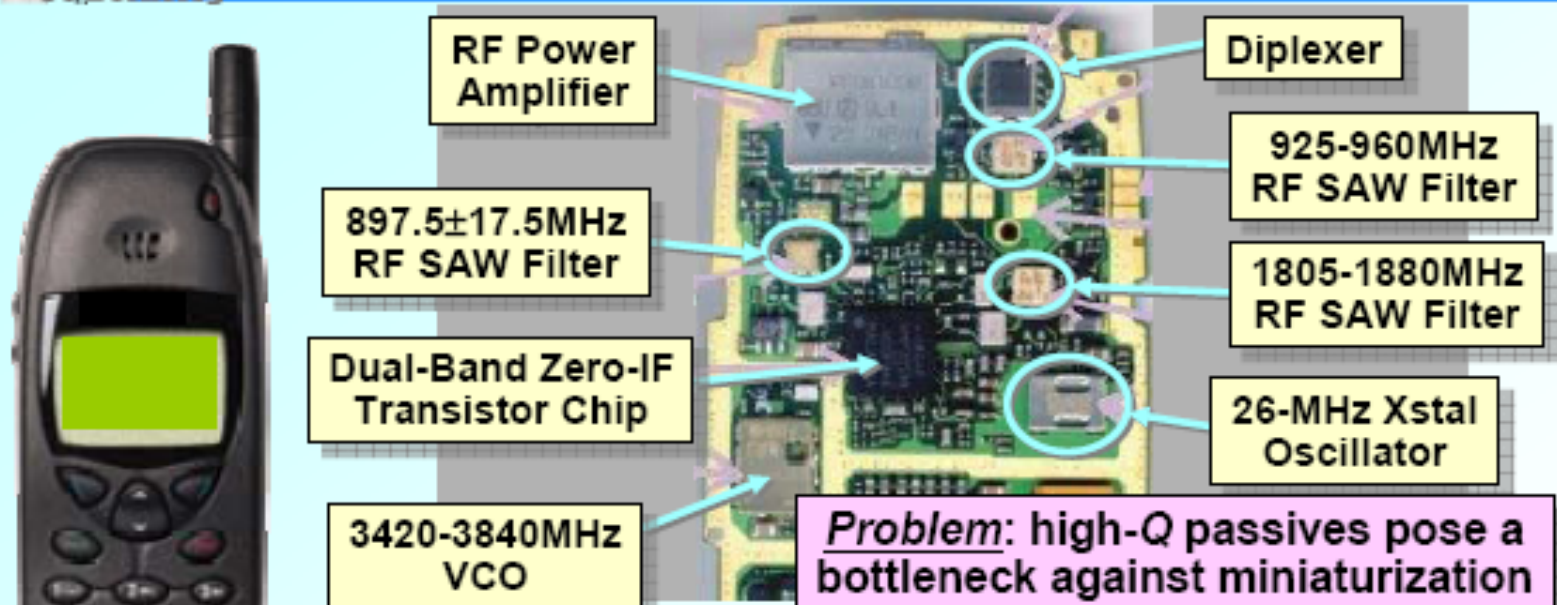 RF Power
Amplifier
Diplexer
925-960MHz
RF SAW Filter
897.5±17.5MHz
RF SAW Filter
1805-1880MHz
RF SAW Filter
Dual-Band Zero-IF
Transistor Chip
26-MHz Xstal
Oscillator
3420-3840MHz
VCO
Problem: high-Q passives pose a
bottleneck against miniaturization